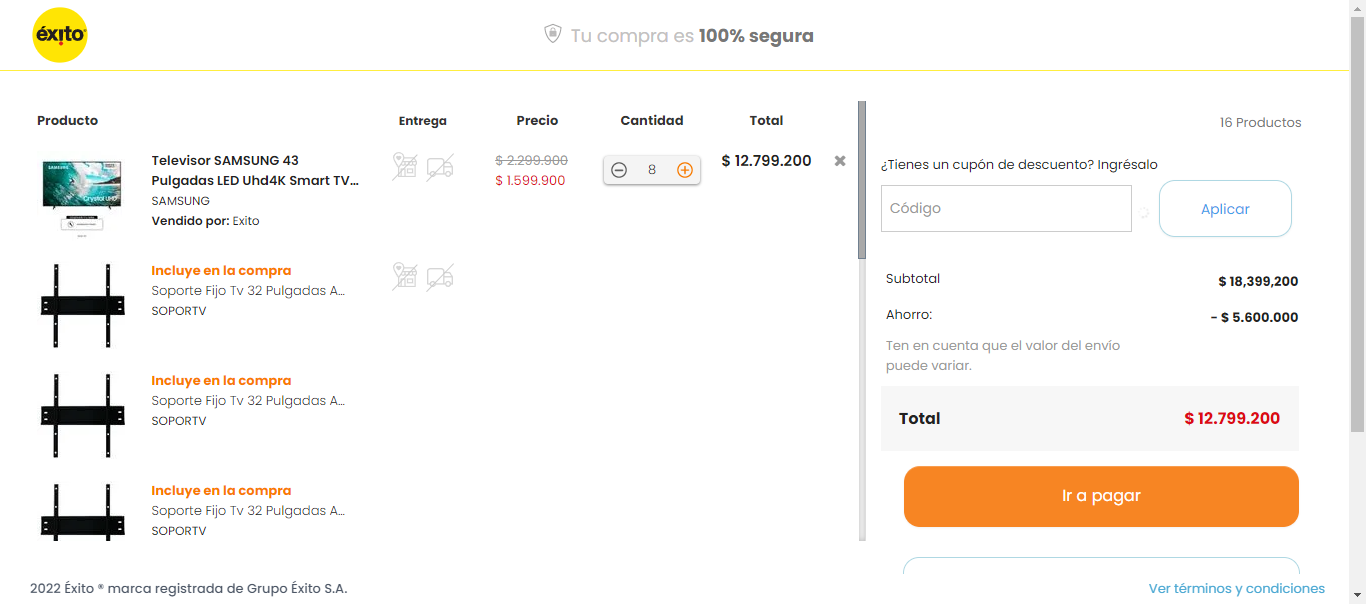 éxito
Tu compra es 100% segura
Producto
Entrega
Precio
Cantidad
Total
16 Productos
Televisor SAMSUNG 43
Pulgadas LED Uhd4K Smart TV...
SAMSUNG
Vendido por: Exito
$ 2.299.900
$ 1.599.900
8
$ 12.799.200
SAMSUNG
Crystal UHD
Incluye en la compra
Soporte Fijo Tv 32 Pulgadas A...
SOPORTV
Incluye en la compra
Soporte Fijo Tv 32 Pulgadas A...
SOPORTV
Incluye en la compra
Soporte Fijo Tv 32 Pulgadas A...
SOPORTV
¿Tienes un cupón de descuento? Ingrésalo
Código
Aplicar
Subtotal
$ 18,399,200
Ahorro:
- $ 5.600.000
Ten en cuenta que el valor del envío
puede variar.
Total
$ 12.799.200
Ir a pagar
2022 Éxito ® marca registrada de Grupo Éxito S.A.
Ver términos y condiciones